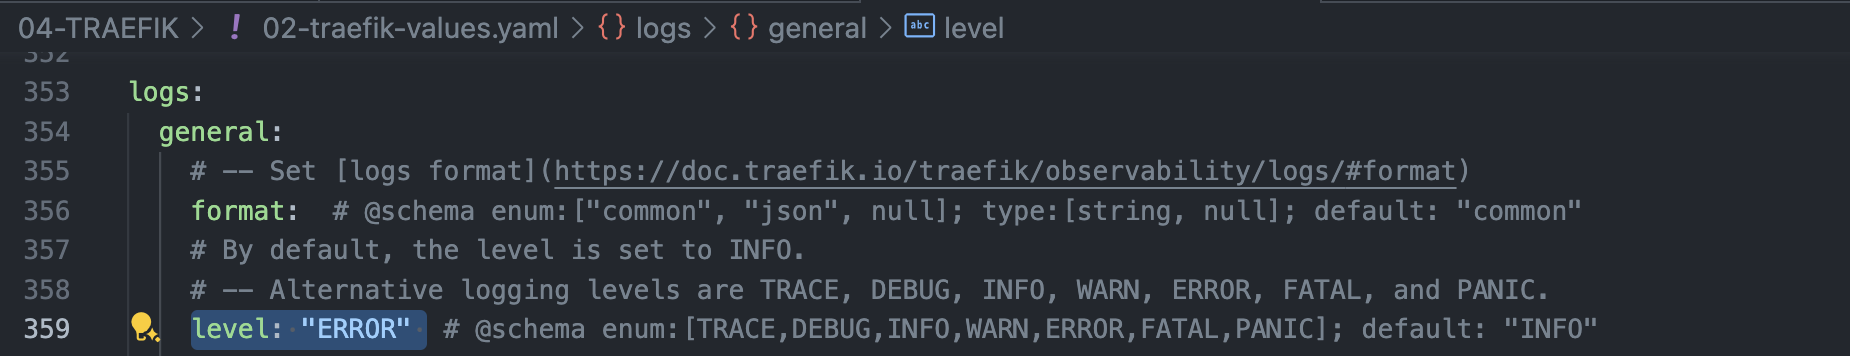 04-TRAEFIK > ! 02-traefik-values.yaml > {} logs > {} general > abc level
352
353 logs:
354 general:
355 # -- Set [logs format](https://doc.traefik.io/traefik/observability/logs/#format)
356 format:  # @schema enum:["common", "json", null]; type:[string, null]; default: "common"
357 # By default, the level is set to INFO.
358 # -- Alternative logging levels are TRACE, DEBUG, INFO, WARN, ERROR, FATAL, and PANIC.
359 level: "ERROR"  # @schema enum:[TRACE,DEBUG,INFO,WARN,ERROR,FATAL,PANIC]; default: "INFO"